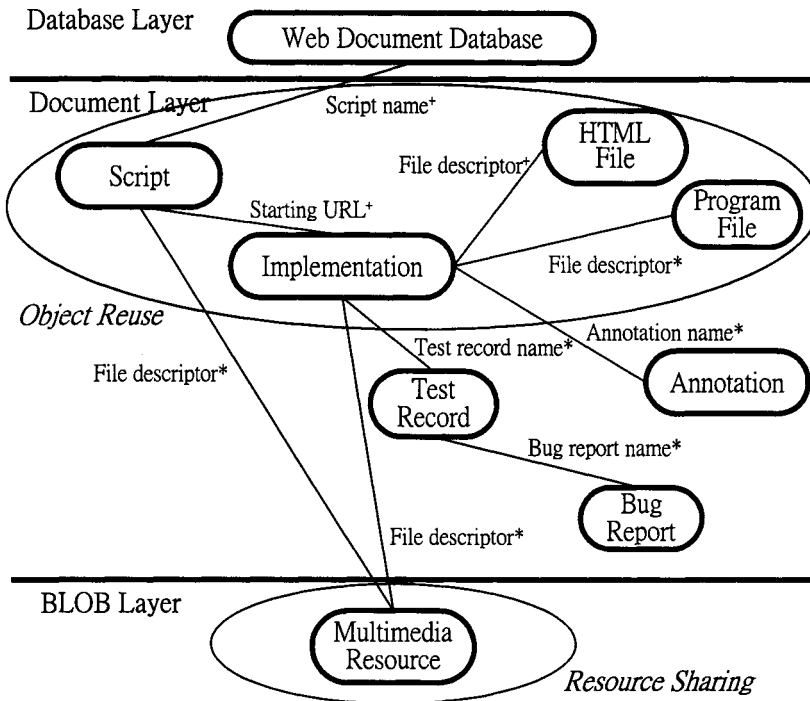 Database Layer
Web Document Database
Document Layer
Script name+
HTML
File
File descriptor+
Script
Program
File
Starting URL+
Implementation
File descriptor*
Object Reuse
Annotation name*
Test record name*
File descriptor*
Test
Record
Annotation
Bug report name*
Bug
Report
File descriptor*
BLOB Layer
Multimedia
Resource
Resource Sharing